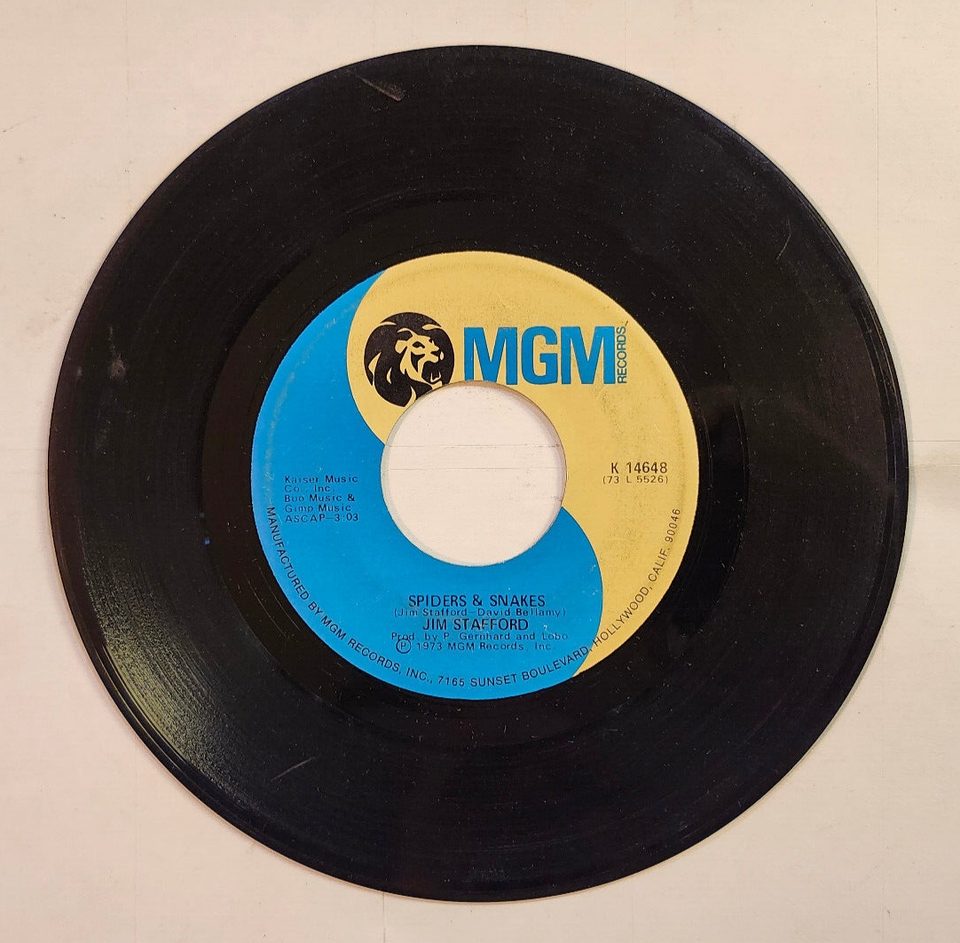 MGM
RECORDS
K 14648
(73 L 5526)
Kaiser Music
Co., Inc.
Boo Music &
Gimp Music
ASCAP—3:03
SPIDERS & SNAKES
(Jim Stafford—David Bellamy)
JIM STAFFORD
Prod. by P. Gernhard and Lobo
Ⓟ 1973 MGM Records, Inc.
MANUFACTURED BY MGM RECORDS, INC., 7165 SUNSET BOULEVARD, HOLLYWOOD, CALIF. 90046